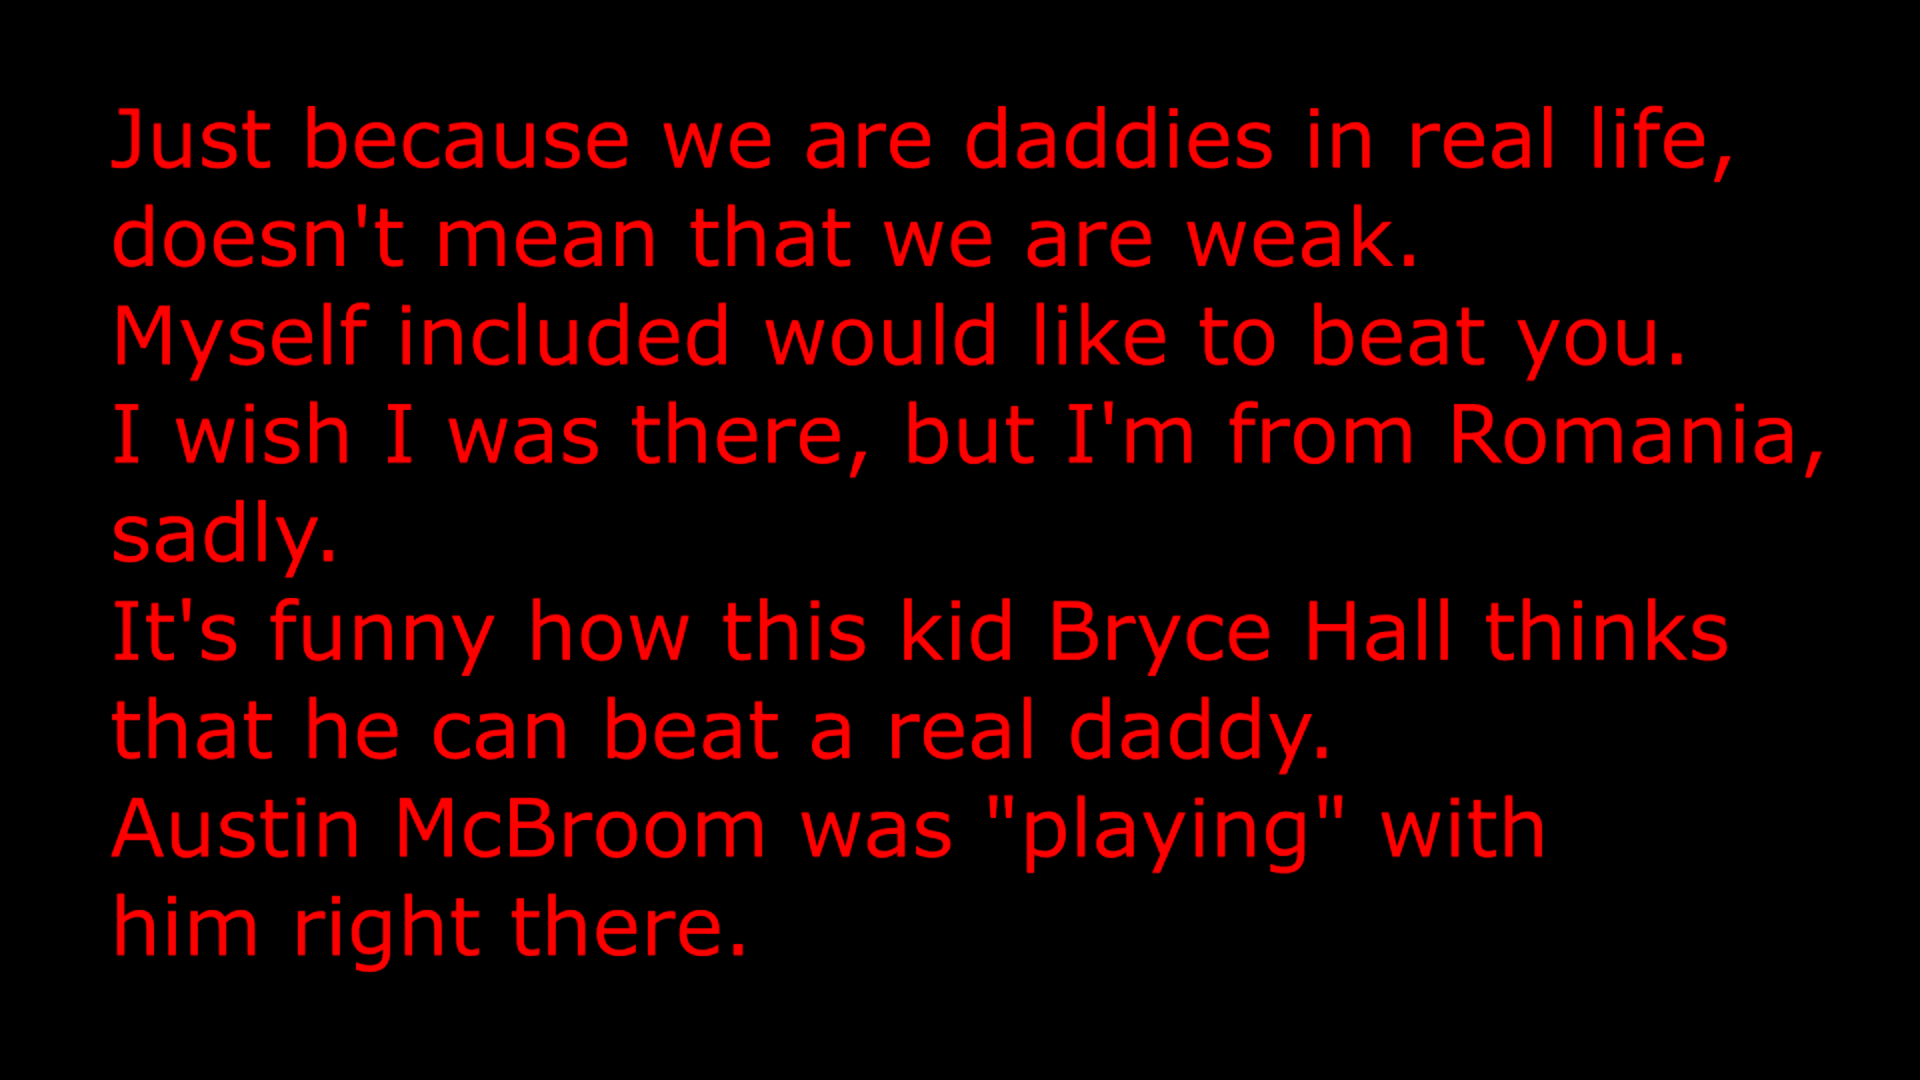 Just because we are daddies in real life,
doesn't mean that we are weak.
Myself included would like to beat you.
I wish I was there, but I'm from Romania,
sadly.
It's funny how this kid Bryce Hall thinks
that he can beat a real daddy.
Austin McBroom was "playing" with
him right there.